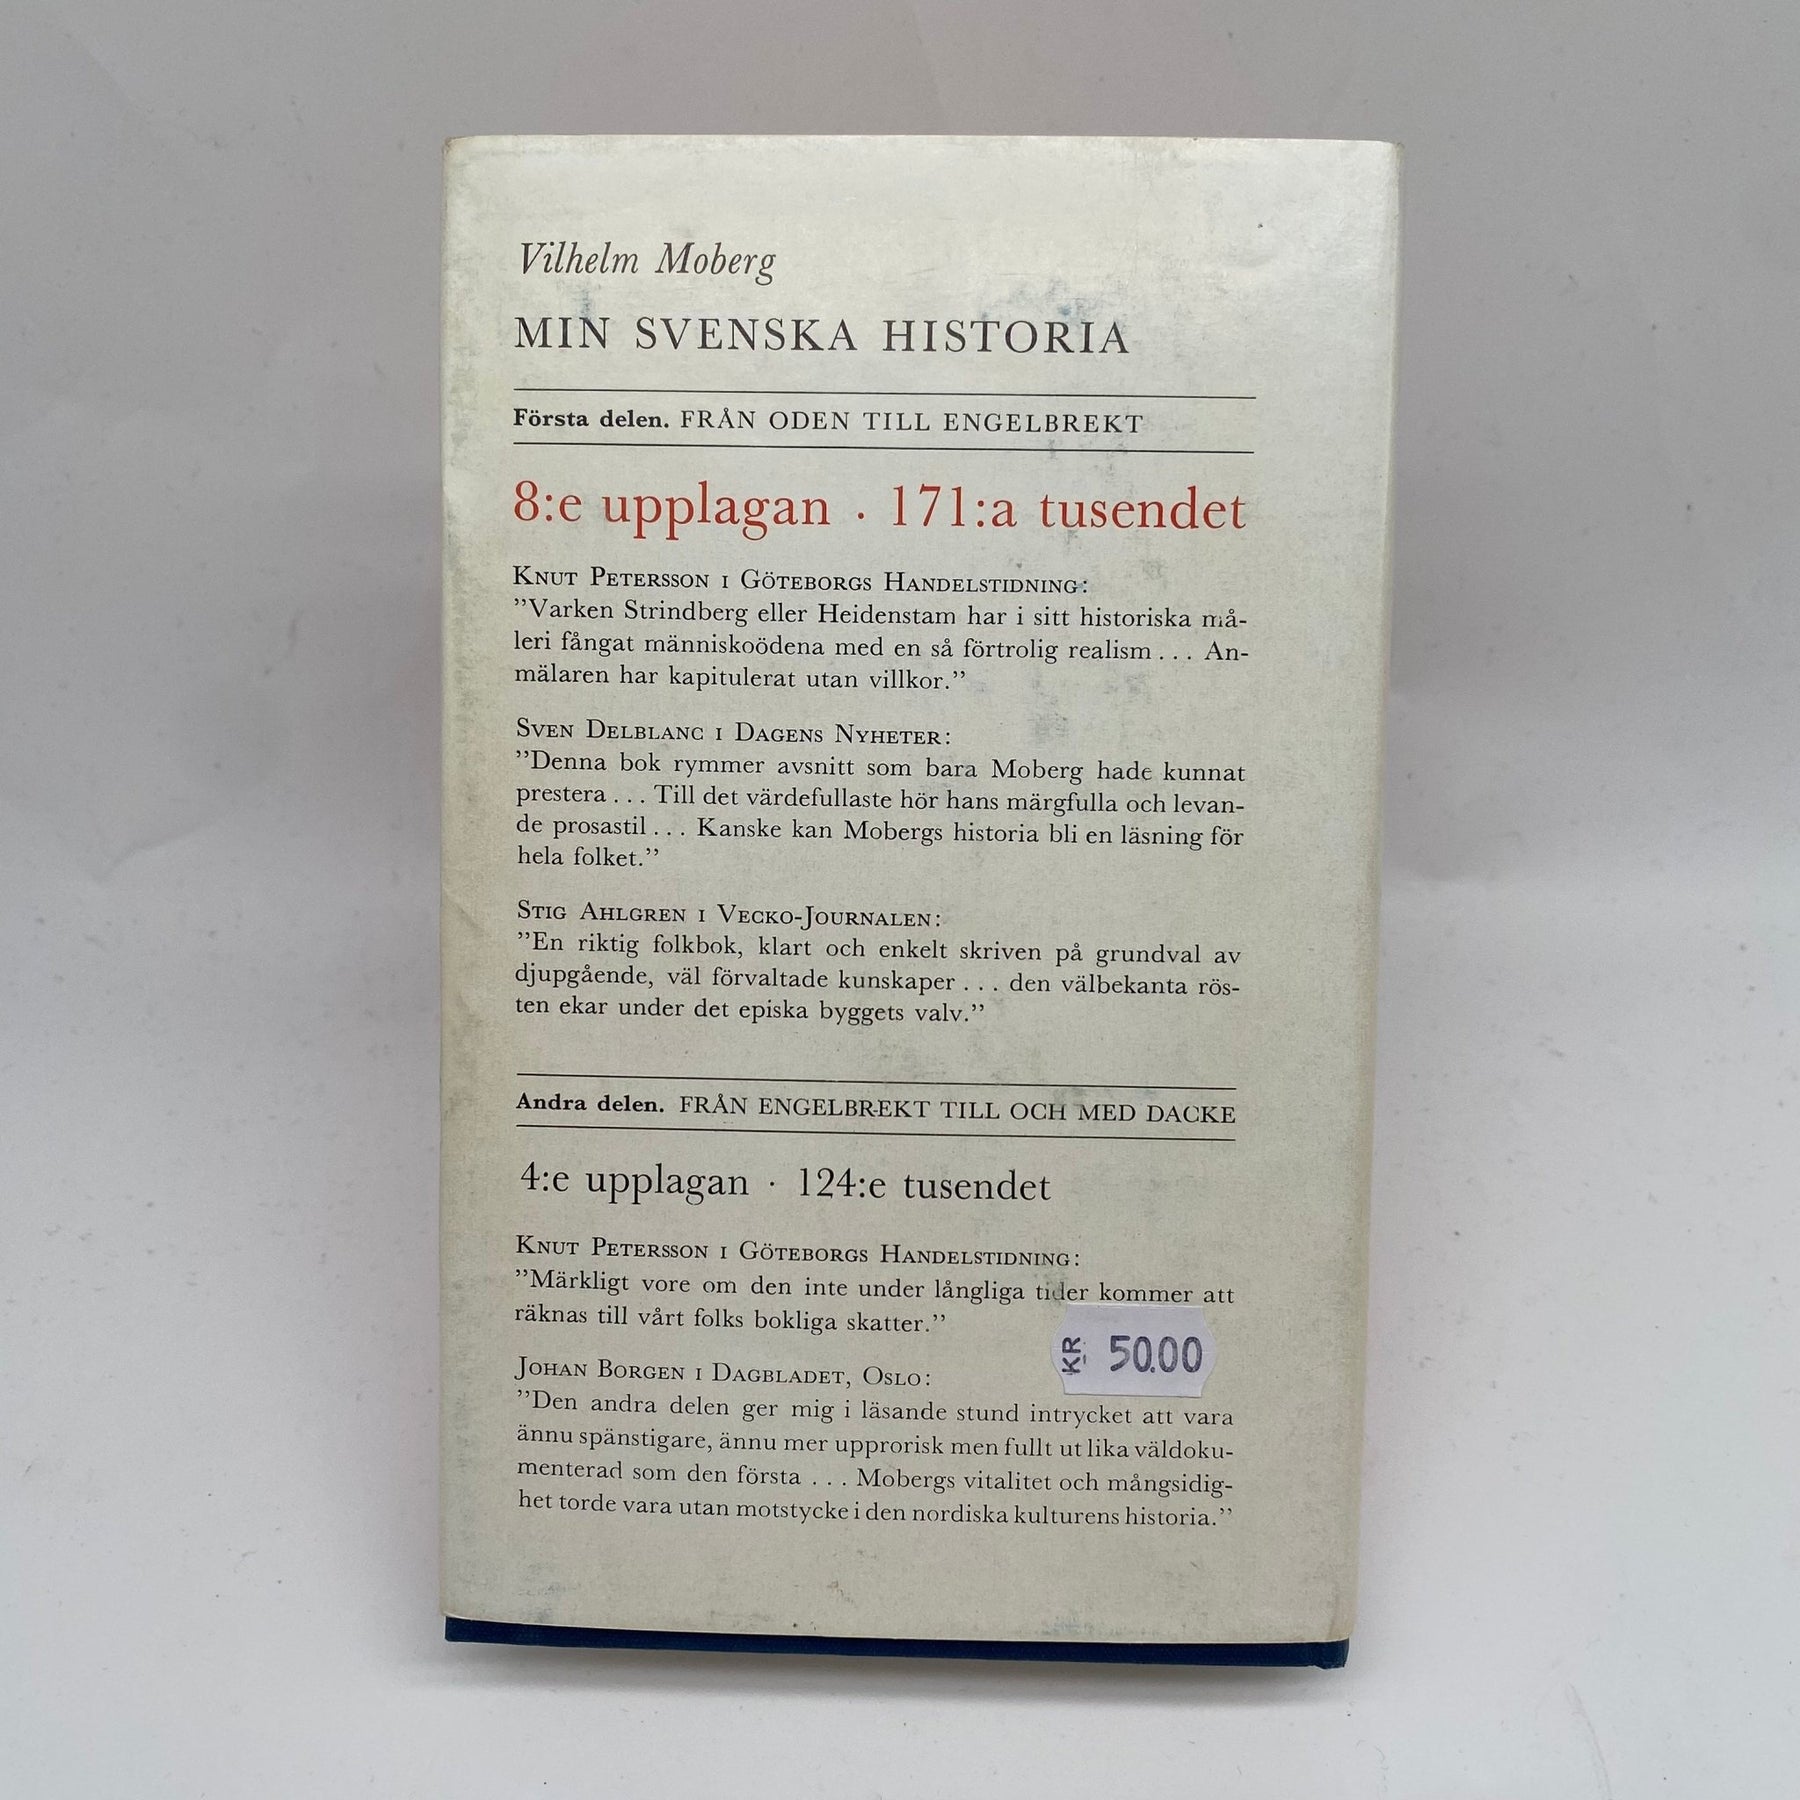 Vilhelm Moberg
MIN SVENSKA HISTORIA
Första delen. FRÅN ODEN TILL ENGELBREKT
8:e upplagan · 171:a tusendet
KNUT PETERSSON I GÖTEBORGS HANDELSTIDNING:
”Varken Strindberg eller Heidenstam har i sitt historiska må-
leri fångat människoödena med en så förtrolig realism . . . An-
mälaren har kapitulerat utan villkor.”
SVEN DELBLANC I DAGENS NYHETER:
”Denna bok rymmer avsnitt som bara Moberg hade kunnat
prestera . . . Till det värdefullaste hör hans märgfulla och levan-
de prosastil . . . Kanske kan Mobergs historia bli en läsning för
hela folket.”
STIG AHLGREN I VECKO-JOURNALEN:
”En riktig folkbok, klart och enkelt skriven på grundval av
djupgående, väl förvaltade kunskaper . . . den välbekanta rös-
ten ekar under det episka byggets valv.”
Andra delen. FRÅN ENGELBREKT TILL OCH MED DACKE
4:e upplagan · 124:e tusendet
KNUT PETERSSON I GÖTEBORGS HANDELSTIDNING:
”Märkligt vore om den inte under långliga tider kommer att
räknas till vårt folks bokliga skatter.”
KR 50.00
JOHAN BORGEN I DAGBLADET, OSLO:
”Den andra delen ger mig i läsande stund intrycket att vara
ännu spänstigare, ännu mer upprorisk men fullt ut lika väldoku-
menterad som den första . . . Mobergs vitalitet och mångsidig-
het torde vara utan motstycke i den nordiska kulturens historia.”